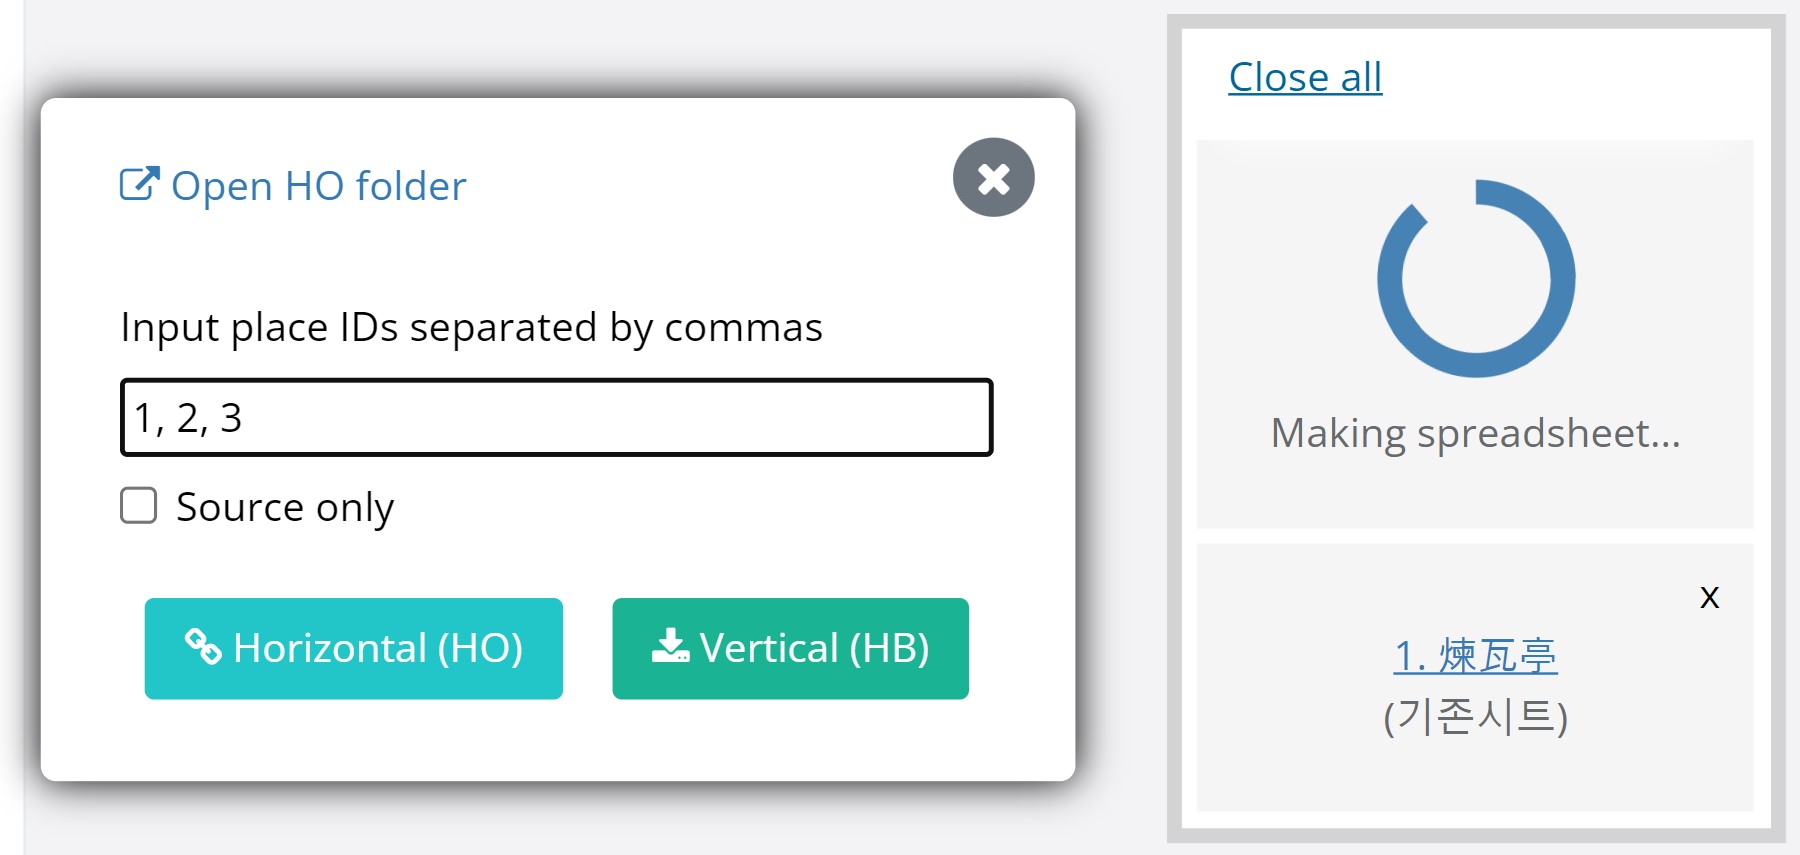 Open HO folder
Input place IDs separated by commas
1, 2, 3
Source only
Horizontal (HO)
Vertical (HB)
Close all
Making spreadsheet...
x
1. 煉瓦亭
(기존시트)